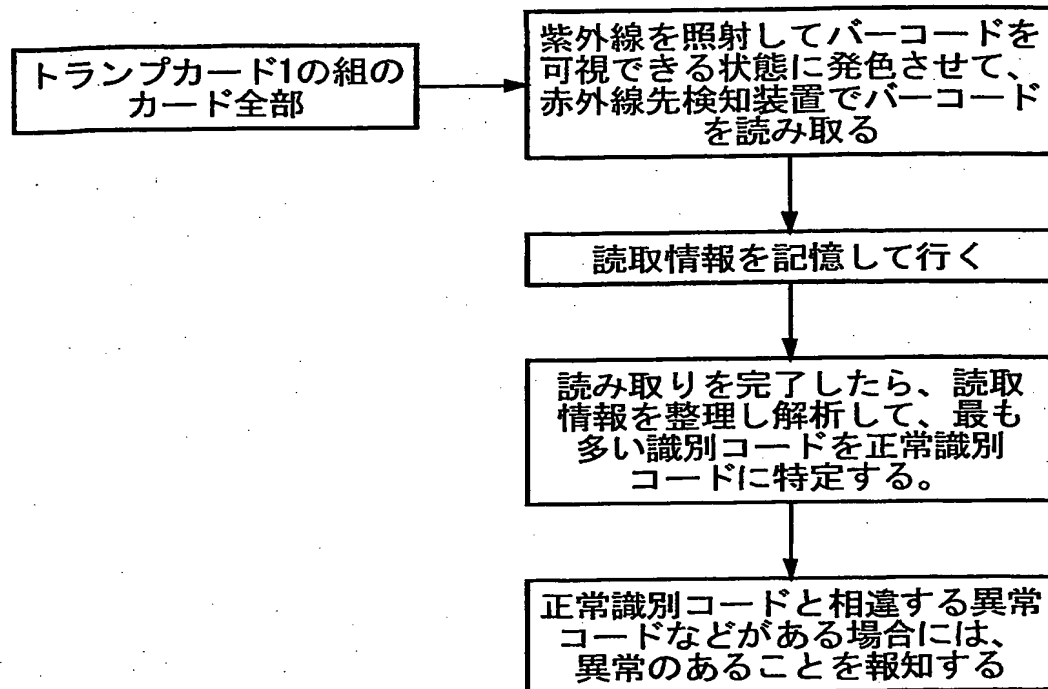 トランプカード1の組の
カード全部
紫外線を照射してバーコードを
可視できる状態に発色させて、
赤外線先検知装置でバーコード
を読み取る
読取情報を記憶して行く
読み取りを完了したら、読取
情報を整理し解析して、最も
多い識別コードを正常識別
コードに特定する。
正常識別コードと相違する異常
コードなどがある場合には、
異常のあることを報知する